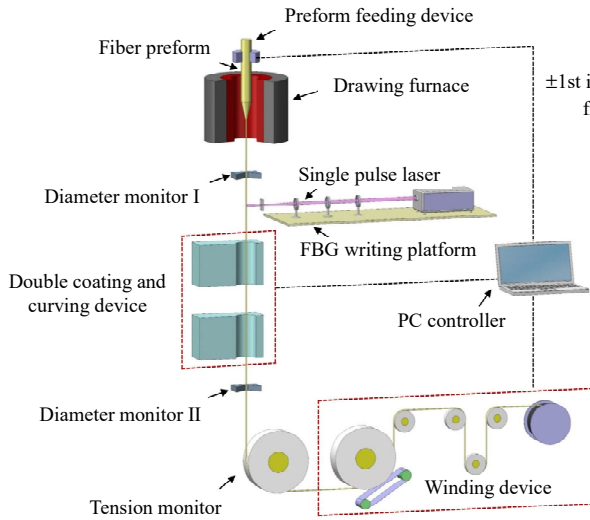 Preform feeding device
Fiber preform
Drawing furnace
±1st i
f
Single pulse laser
Diameter monitor I
FBG writing platform
Double coating and
curving device
PC controller
Diameter monitor II
Winding device
Tension monitor